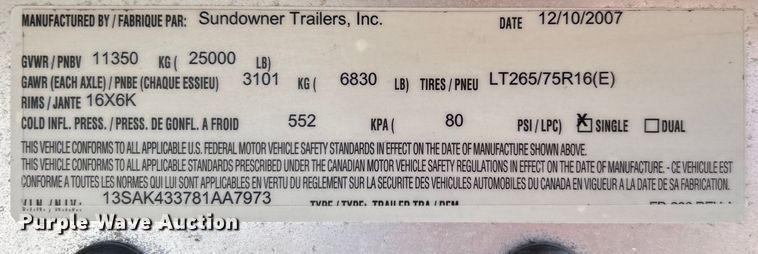 MANUFACTURED BY / FABRIQUE PAR: Sundowner Trailers, Inc. DATE 12/10/2007
GVWR / PNBV 11350 KG ( 25000 LB)
GAWR (EACH AXLE) / PNBE (CHAQUE ESSIEU) 3101 KG ( 6830 LB) TIRES / PNEU LT265/75R16(E)
RIMS / JANTE 16X6K
COLD INFL. PRESS. / PRESS. DE GONFL. A FROID 552 KPA ( 80 PSI / LPC) X SINGLE DUAL
THIS VEHICLE CONFORMS TO ALL APPLICABLE U.S. FEDERAL MOTOR VEHICLE SAFETY STANDARDS IN EFFECT ON THE DATE OF MANUFACTURE SHOWN ABOVE.
THIS VEHICLE CONFORMS TO ALL APPLICABLE STANDARDS PRESCRIBED UNDER THE CANADIAN MOTOR VEHICLE SAFETY REGULATIONS IN EFFECT ON THE DATE OF MANUFACTURE. - CE VEHICULE EST
CONFORME A TOUTES LES NORMES QUI LUI SONT APPLICABLES EN VERTU DU REGLEMENT SUR LA SECURITE DES VEHICULES AUTOMOBILES DU CANADA EN VIGUEUR A LA DATE DE SA FABRICATION.
V.I.N. / N.I.V.: 13SAK433781AA7973 TYPE / TYPE: TRAILER TRA / REM
Purple Wave Auction